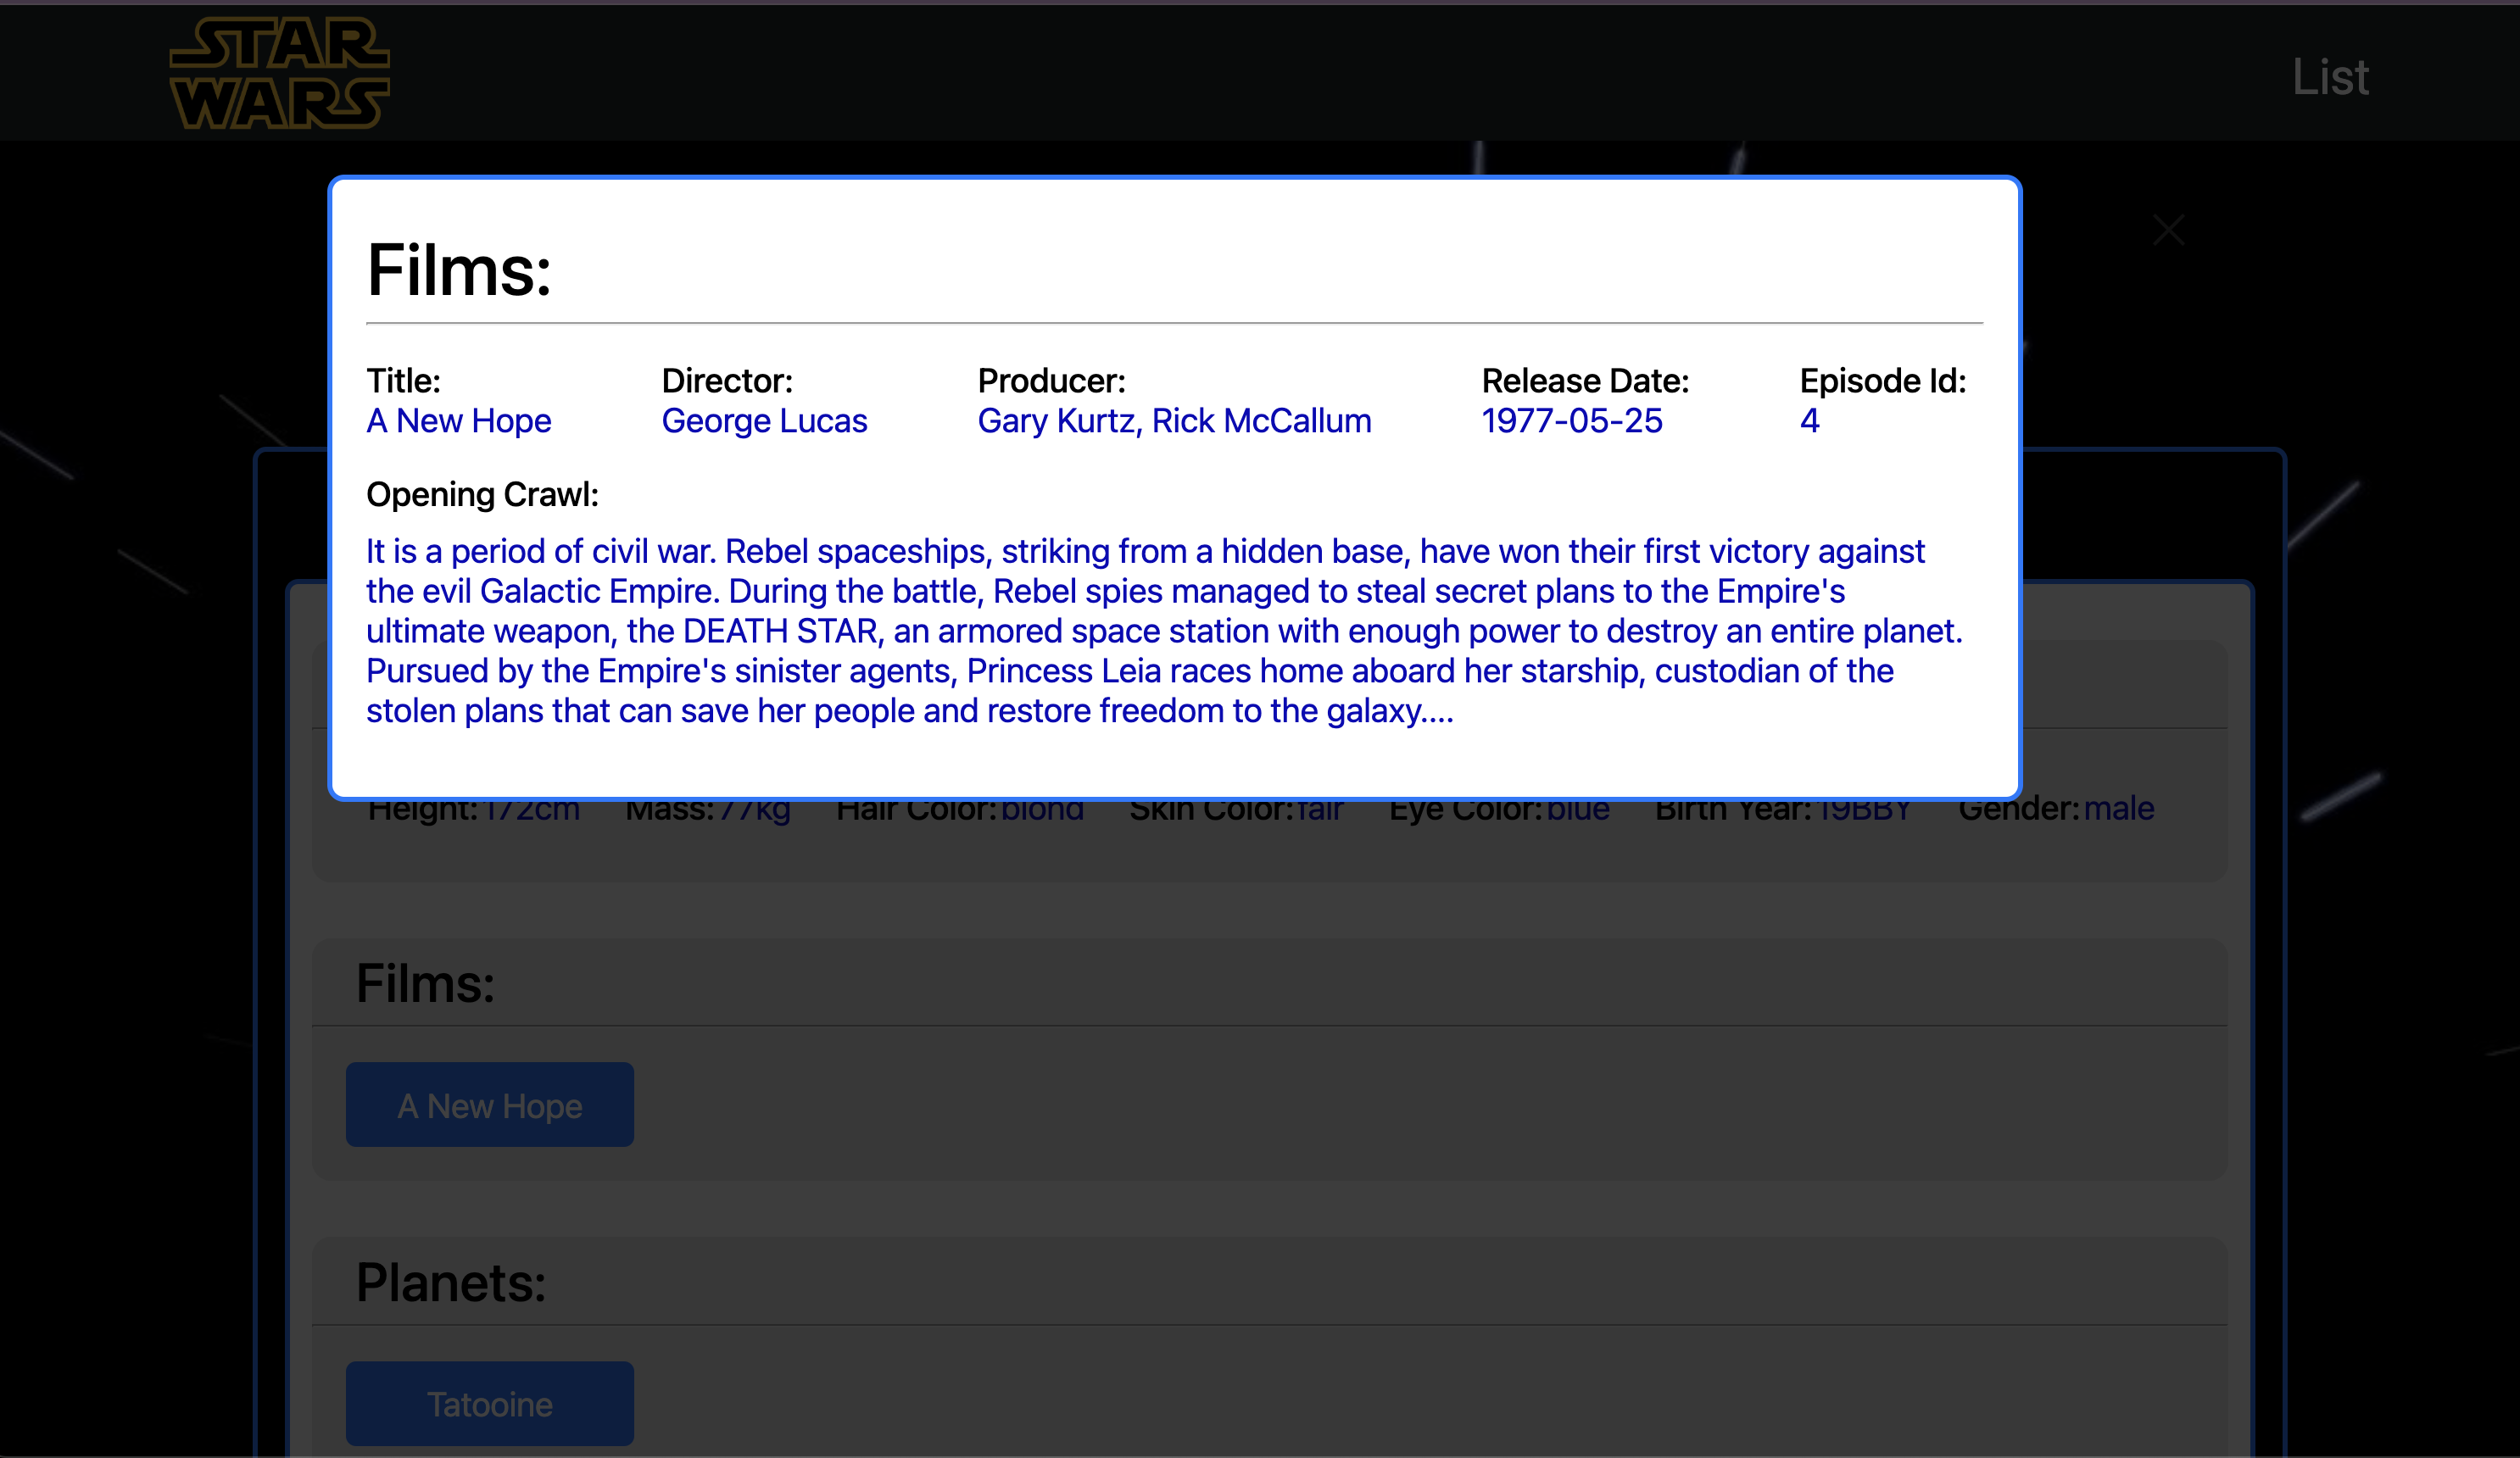 STAR
WARS
List
Films:
Title: Director: Producer: Release Date: Episode Id:
A New Hope George Lucas Gary Kurtz, Rick McCallum 1977-05-25 4
Opening Crawl:
It is a period of civil war. Rebel spaceships, striking from a hidden base, have won their first victory against
the evil Galactic Empire. During the battle, Rebel spies managed to steal secret plans to the Empire's
ultimate weapon, the DEATH STAR, an armored space station with enough power to destroy an entire planet.
Pursued by the Empire's sinister agents, Princess Leia races home aboard her starship, custodian of the
stolen plans that can save her people and restore freedom to the galaxy....
Height: 172cm Mass: 77kg Hair Color: blond Skin Color: fair Eye Color: blue Birth Year: 19BBY Gender: male
Films:
A New Hope
Planets:
Tatooine